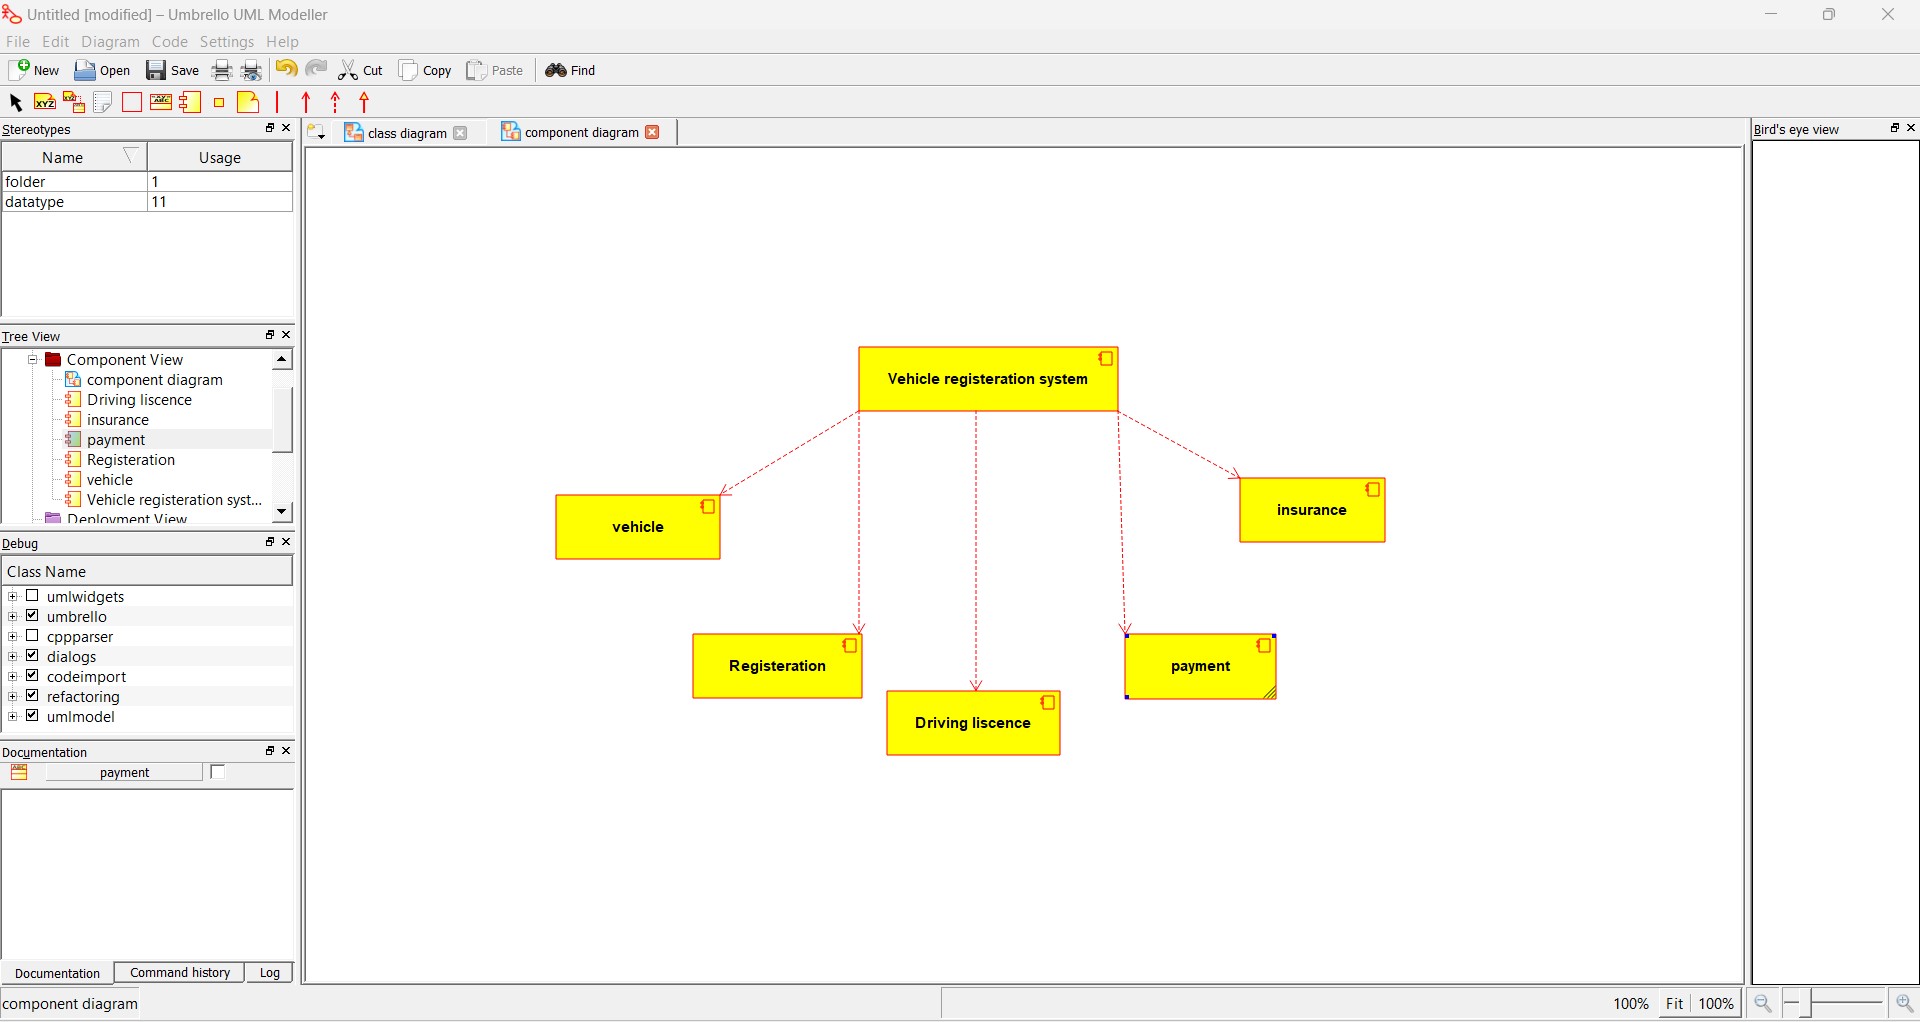 Untitled [modified] – Umbrello UML Modeller
File Edit Diagram Code Settings Help
New Open Save Cut Copy Paste Find
XYZ
Stereotypes
Name Usage
folder 1
datatype 11
Tree View
Component View
component diagram
Driving liscence
insurance
payment
Registeration
vehicle
Vehicle registeration syst...
Deployment View
Debug
Class Name
umlwidgets
umbrello
cppparser
dialogs
codeimport
refactoring
umlmodel
Documentation
payment
Documentation Command history Log
component diagram
class diagram component diagram
Vehicle registeration system
vehicle
insurance
Registeration
payment
Driving liscence
Bird's eye view
100% Fit 100%